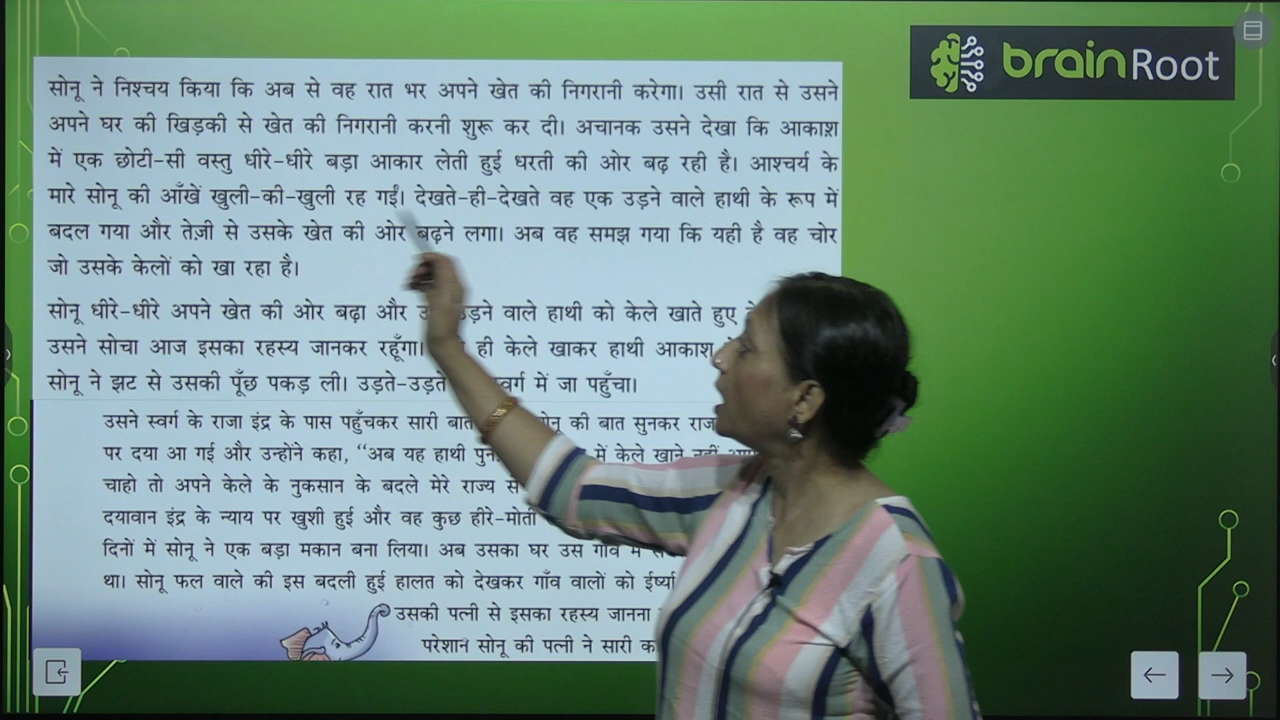 brainRoot
सोनू ने निश्चय किया कि अब से वह रात भर अपने खेत की निगरानी करेगा। उसी रात से उसने
अपने घर की खिड़की से खेत की निगरानी करनी शुरू कर दी। अचानक उसने देखा कि आकाश
में एक छोटी-सी वस्तु धीरे-धीरे बड़ा आकार लेती हुई धरती की ओर बढ़ रही है। आश्चर्य के
मारे सोनू की आँखें खुली-की-खुली रह गईं। देखते-ही-देखते वह एक उड़ने वाले हाथी के रूप में
बदल गया और तेज़ी से उसके खेत की ओर बढ़ने लगा। अब वह समझ गया कि यही है वह चोर
जो उसके केलों को खा रहा है।
सोनू धीरे-धीरे अपने खेत की ओर बढ़ा और उड़ने वाले हाथी को केले खाते हुए
उसने सोचा आज इसका रहस्य जानकर रहूँगा। ही केले खाकर हाथी आकाश
सोनू ने झट से उसकी पूँछ पकड़ ली। उड़ते-उड़ते स्वर्ग में जा पहुँचा।
उसने स्वर्ग के राजा इंद्र के पास पहुँचकर सारी बात की बात सुनकर
पर दया आ गई और उन्होंने कहा, “अब यह हाथी में केले खाने नहीं
चाहो तो अपने केले के नुकसान के बदले मेरे राज्य से
दयावान इंद्र के न्याय पर खुशी हुई और वह कुछ हीरे-मोती
दिनों में सोनू ने एक बड़ा मकान बना लिया। अब उसका घर उस गाँव में
था। सोनू फल वाले की इस बदली हुई हालत को देखकर गाँव वालों को ईर्ष्या
उसकी पत्नी से इसका रहस्य जानना
परेशान सोनू की पत्नी ने सारी